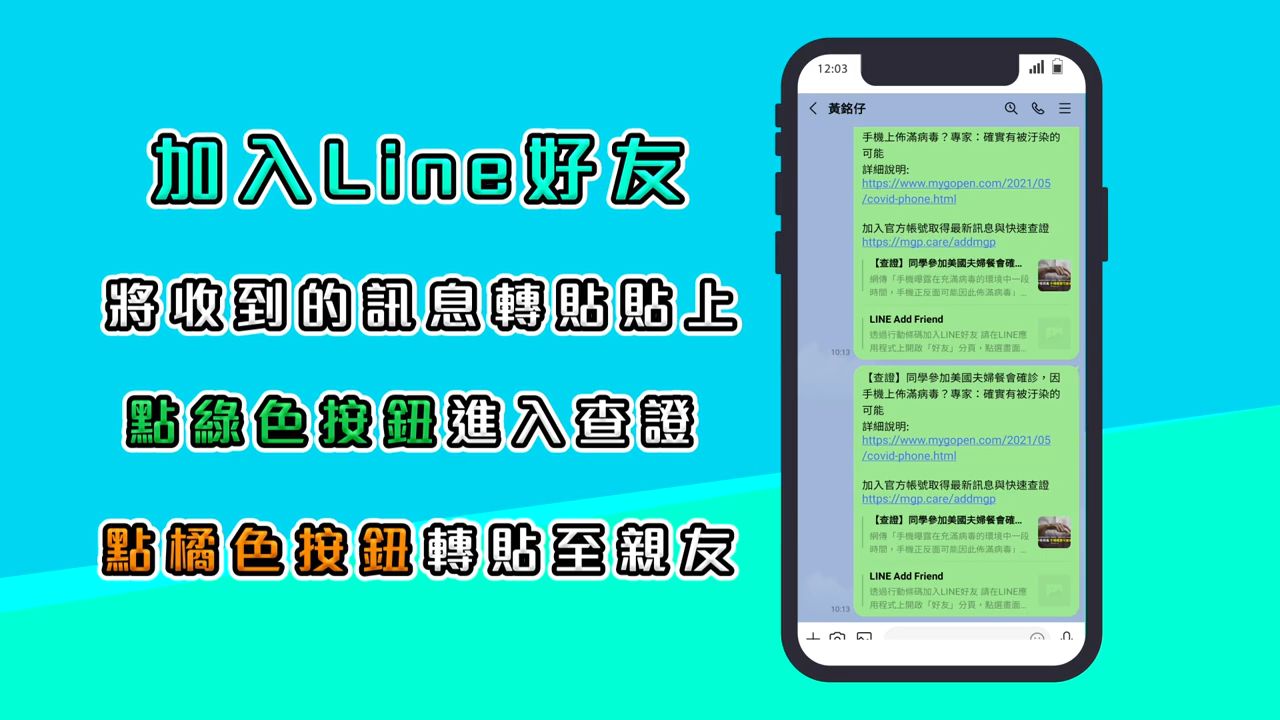 加入Line好友
將收到的訊息轉貼貼上
點綠色按鈕進入查證
點橘色按鈕轉貼至親友
12:03
黃銘仔
手機上佈滿病毒？專家：確實有被汙染的
可能
詳細說明:
https://www.mygopen.com/2021/05
/covid-phone.html
加入官方帳號取得最新訊息與快速查證
https://mgp.care/addmgp
【查證】同學參加美國夫婦餐會確...
網傳「手機曝露在充滿病毒的環境中一段
時間，手機正反面可能因此佈滿病毒」...
LINE Add Friend
透過行動條碼加入LINE好友 請在LINE應
用程式上開啟「好友」分頁，點選畫面...
10:13
【查證】同學參加美國夫婦餐會確診，因
手機上佈滿病毒？專家：確實有被汙染的
可能
詳細說明:
https://www.mygopen.com/2021/05
/covid-phone.html
加入官方帳號取得最新訊息與快速查證
https://mgp.care/addmgp
【查證】同學參加美國夫婦餐會確...
網傳「手機曝露在充滿病毒的環境中一段
時間，手機正反面可能因此佈滿病毒」...
LINE Add Friend
透過行動條碼加入LINE好友 請在LINE應
用程式上開啟「好友」分頁，點選畫面...
10:13